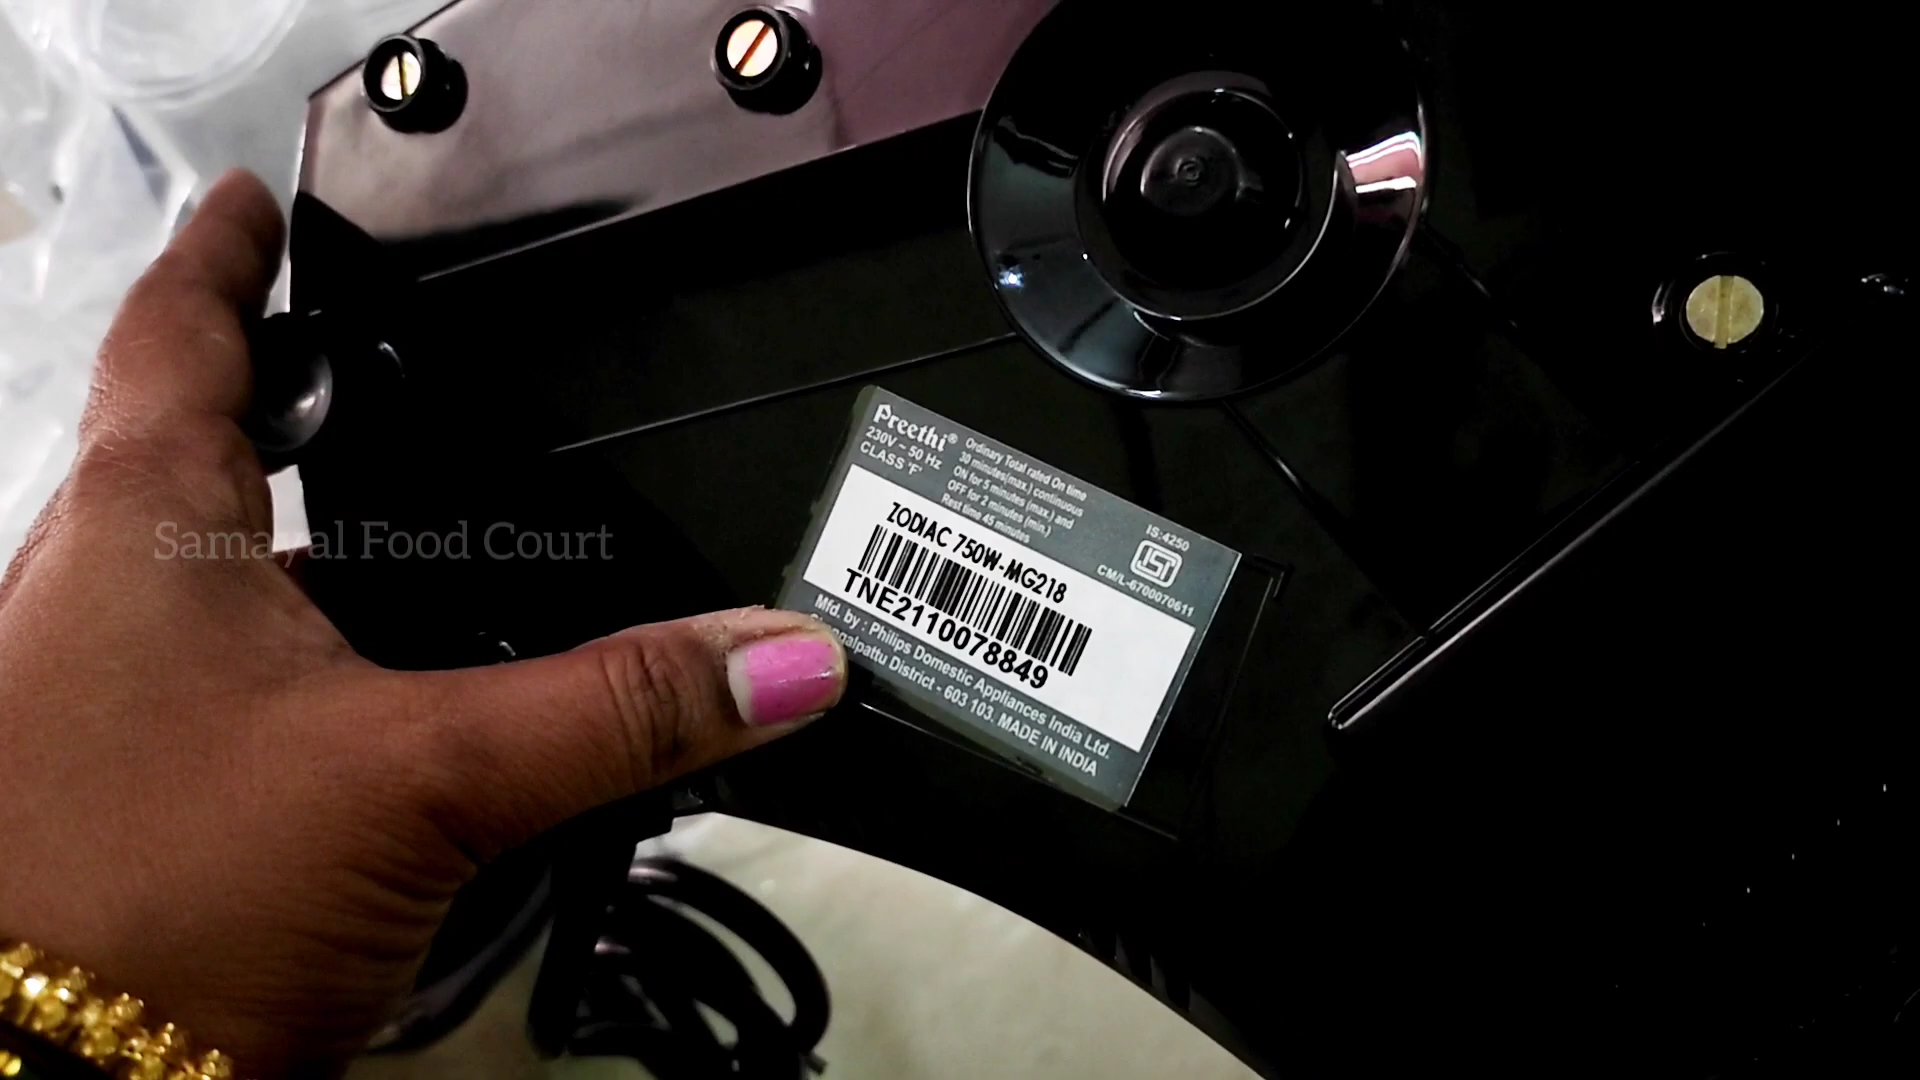 Preethi®
230V ~ 50 Hz
CLASS 'F'
Ordinary Total rated On time
30 minutes(max.) continuous
ON for 5 minutes (max.) and
OFF for 2 minutes (min.)
Rest time 45 minutes
IS:4250
ISI
CM/L-6700070611
ZODIAC 750W-MG218
TNE2110078849
Mfd. by : Philips Domestic Appliances India Ltd.
District - 603 103. MADE IN INDIA
Samayal Food Court